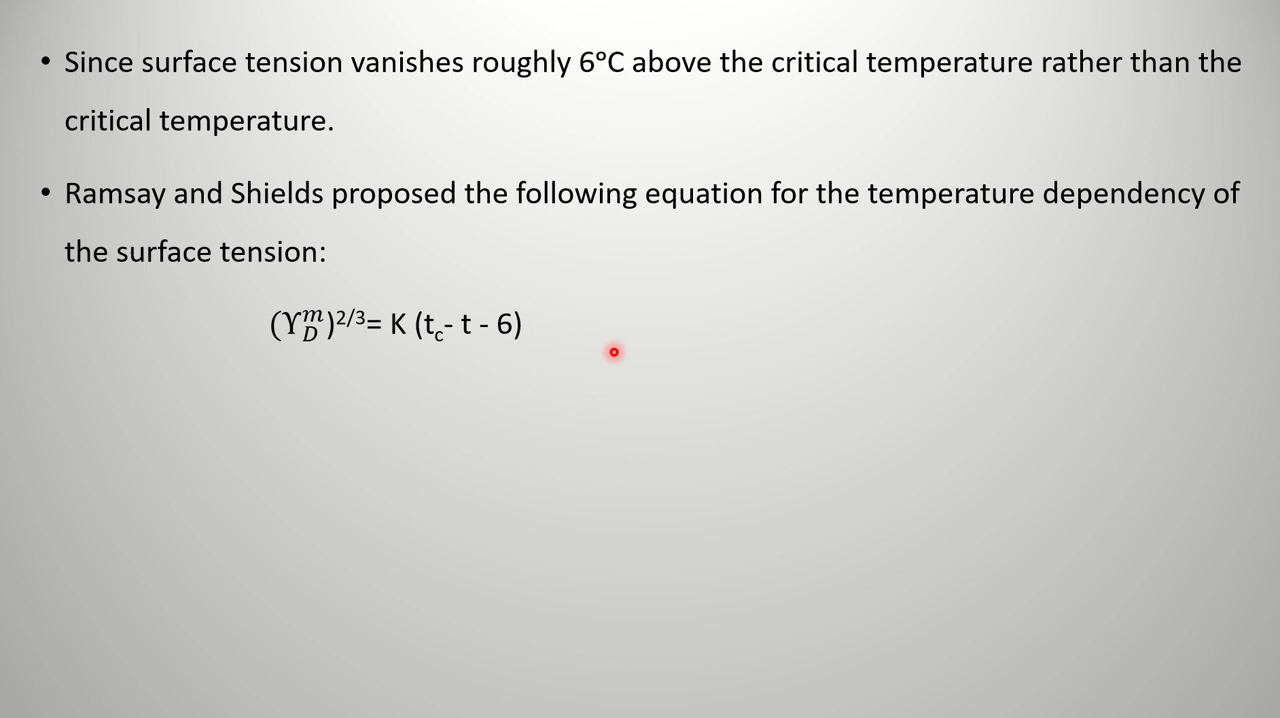 • Since surface tension vanishes roughly 6°C above the critical temperature rather than the
critical temperature.
• Ramsay and Shields proposed the following equation for the temperature dependency of
the surface tension:
(ϒ_D^m)^2/3= K (t_c- t - 6)